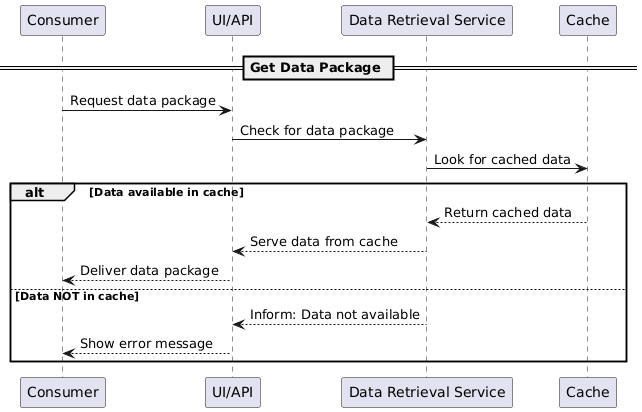 Consumer
UI/API
Data Retrieval Service
Cache
Get Data Package
Request data package
Check for data package
Look for cached data
alt
[Data available in cache]
Return cached data
Serve data from cache
Deliver data package
[Data NOT in cache]
Inform: Data not available
Show error message
Consumer
UI/API
Data Retrieval Service
Cache